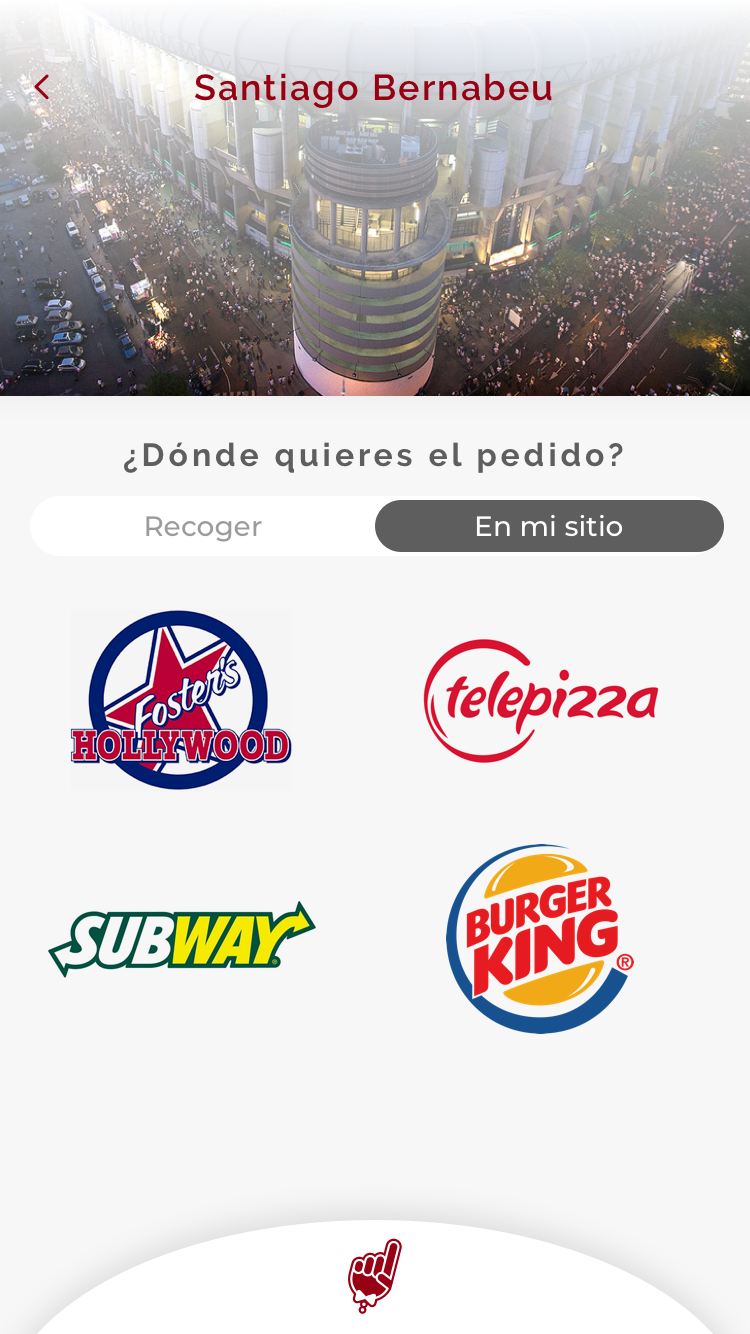 Santiago Bernabeu
¿Dónde quieres el pedido?
Recoger
En mi sitio
Foster's
HOLLYWOOD
telepizza
SUBWAY
BURGER
KING